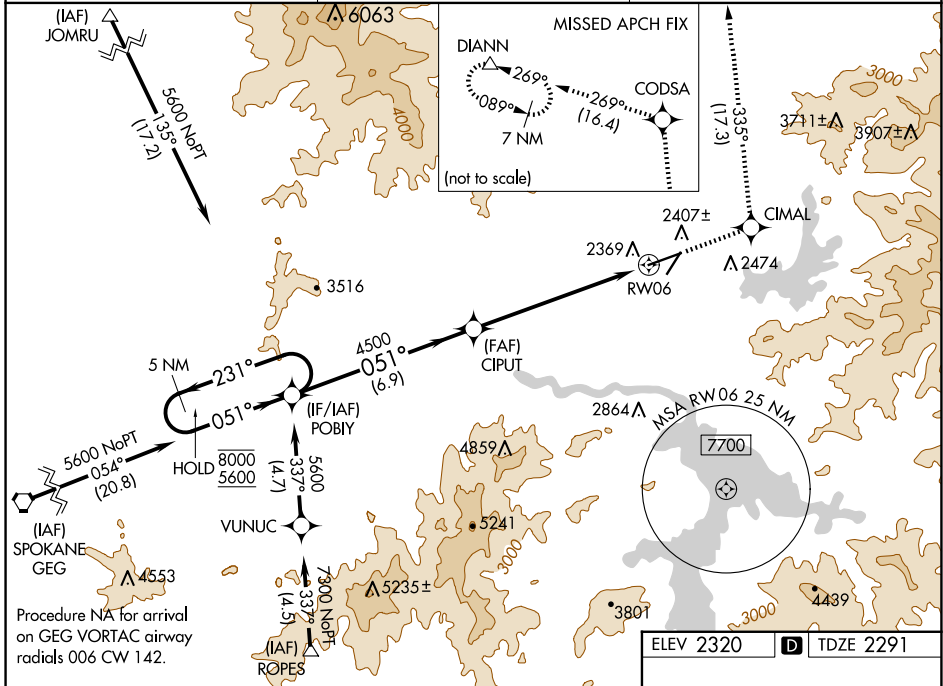 (IAF)
JOMRU
6063
MISSED APCH FIX
DIANN
269°
089°
7 NM
269°
(16.4)
CODSA
(not to scale)
335°
(17.3)
3000
3711±
3907±
4000
5600 NoPT
135°
(17.2)
2407±
CIMAL
2369
2474
RW06
3516
4500
051°
(6.9)
(FAF)
CIPUT
5 NM
231°
051°
(IF/IAF)
POBIY
HOLD
8000
5600
5600 NoPT
054°
(20.8)
5600
337°
(4.7)
2864
MSA RW06 25 NM
7700
4859
(IAF)
SPOKANE
GEG
VUNUC
5241
3000
4553
7300 NoPT
337°
(4.5)
5235±
3801
3000
4439
Procedure NA for arrival
on GEG VORTAC airway
radials 006 CW 142.
(IAF)
ROPES
ELEV 2320 D TDZE 2291